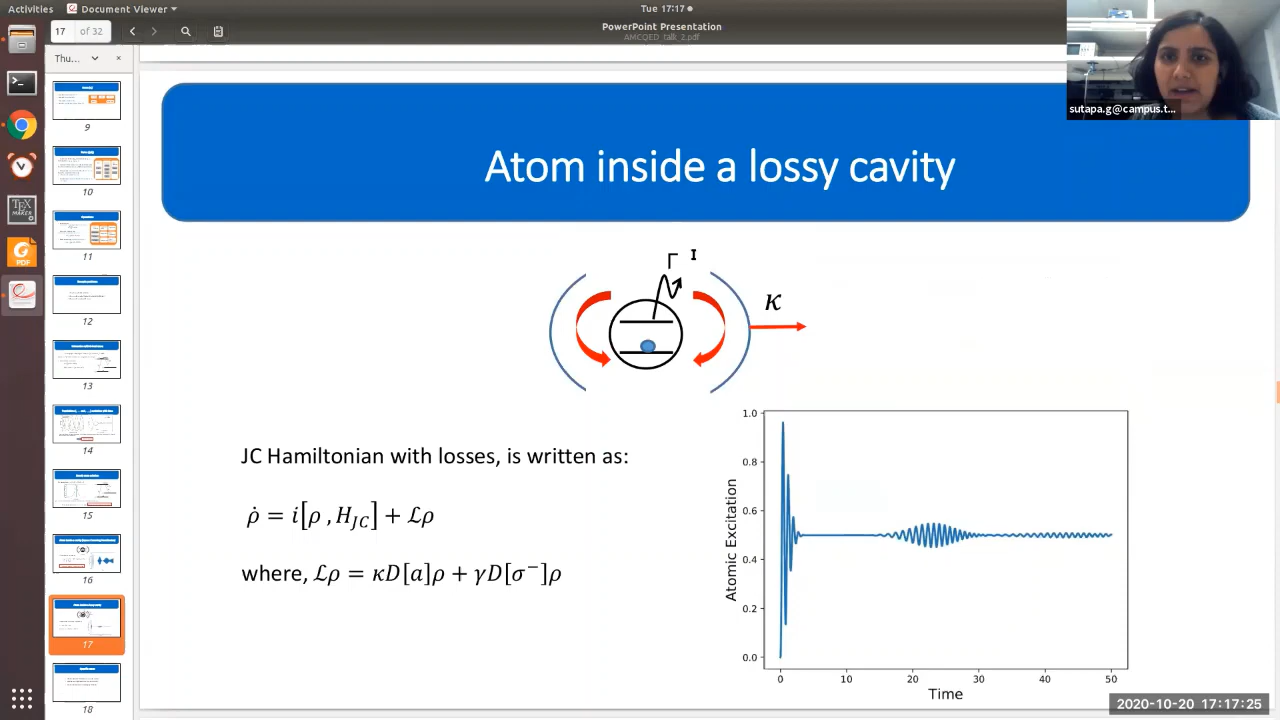 Activities
Document Viewer
Tue 17:17
17 of 32
PowerPoint Presentation
AMCQED_talk_2.pdf
Thu...
9
10
11
12
13
14
15
16
17
18
sutapa.g@campus.t...
Atom inside a lossy cavity
Γ
κ
JC Hamiltonian with losses, is written as:
ρ̇ = i[ρ , H_JC] + ℒρ
where, ℒρ = κD[a]ρ + γD[σ⁻]ρ
Atomic Excitation
1.0
0.8
0.6
0.4
0.2
0.0
0 10 20 30 40 50
Time
2020-10-20 17:17:25